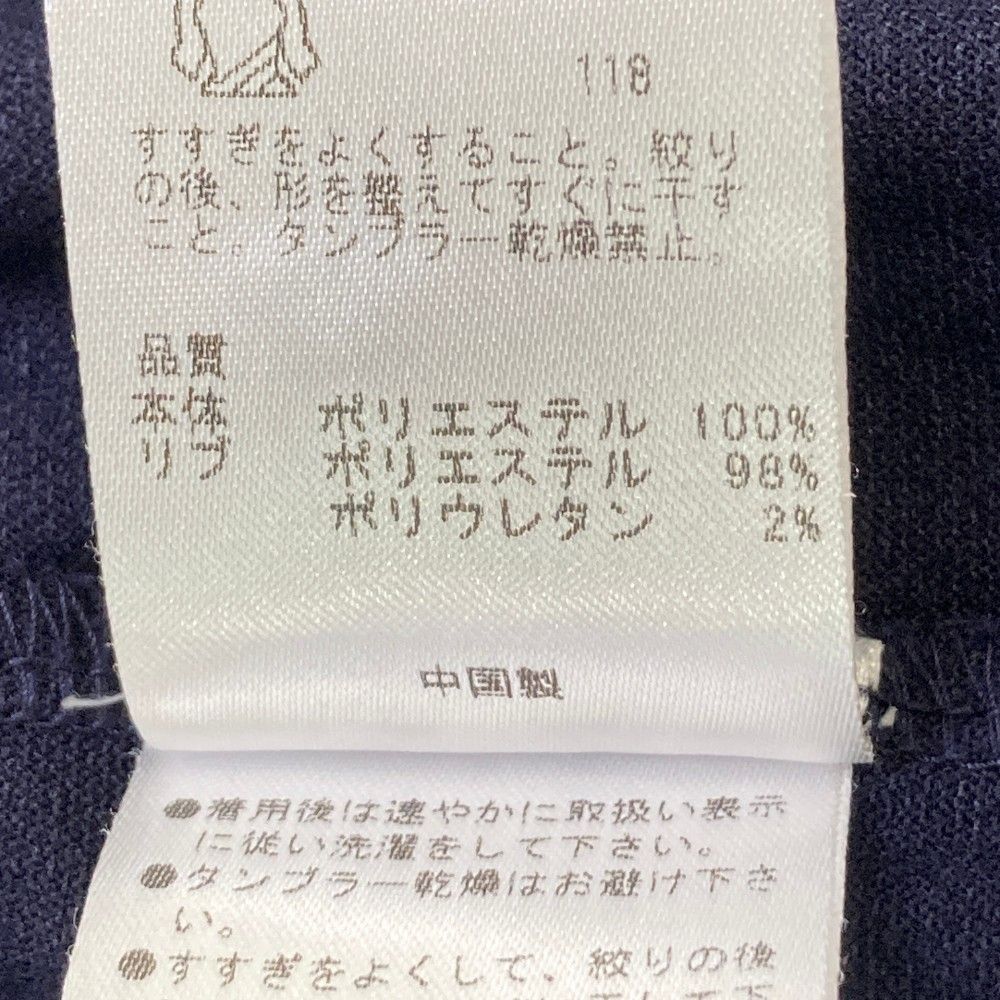 118
すすぎをよくすること。絞り
の後、形を整えてすぐに干す
こと。タンブラー乾燥禁止。
品質
本体 ポリエステル 100%
リブ ポリエステル 98%
ポリウレタン 2%
中国製
●着用後は速やかに取扱い表示
に従い洗濯をして下さい。
●タンブラー乾燥はお避け下さ
い。
●すすぎをよくして、絞りの後